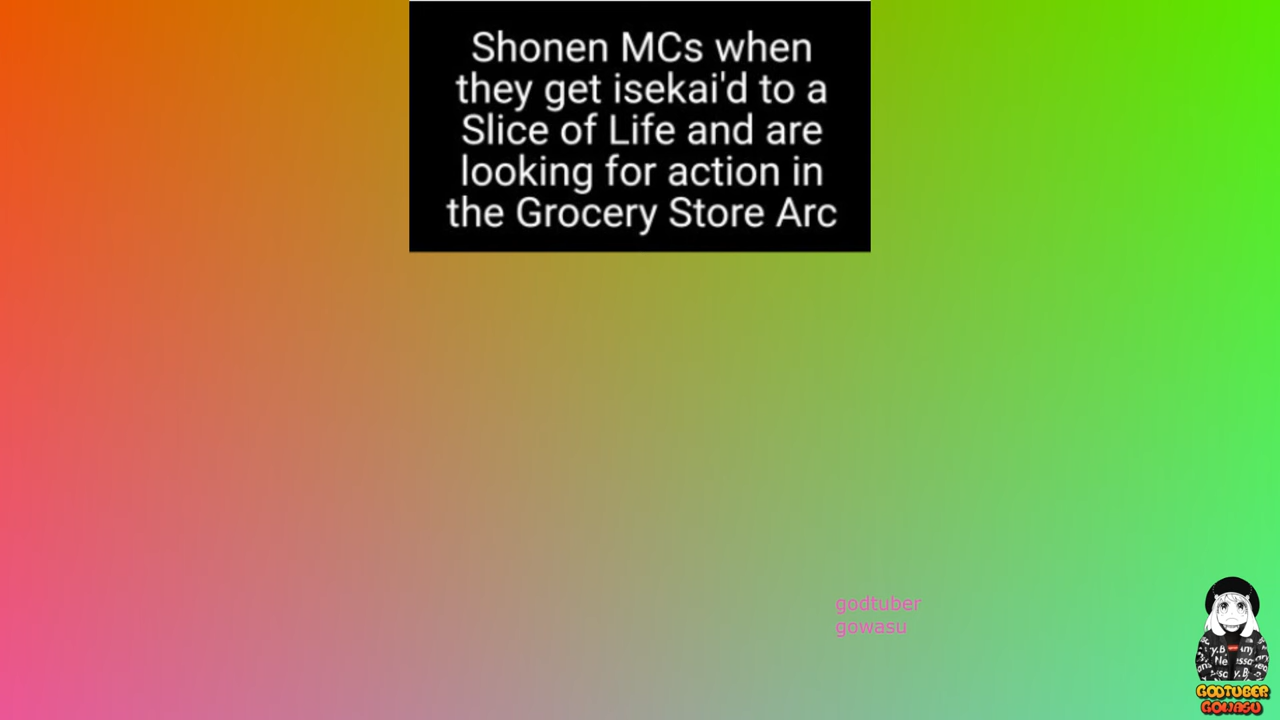 Shonen MCs when
they get isekai'd to a
Slice of Life and are
looking for action in
the Grocery Store Arc
godtuber
gowasu
GODTUBER
GOWASU